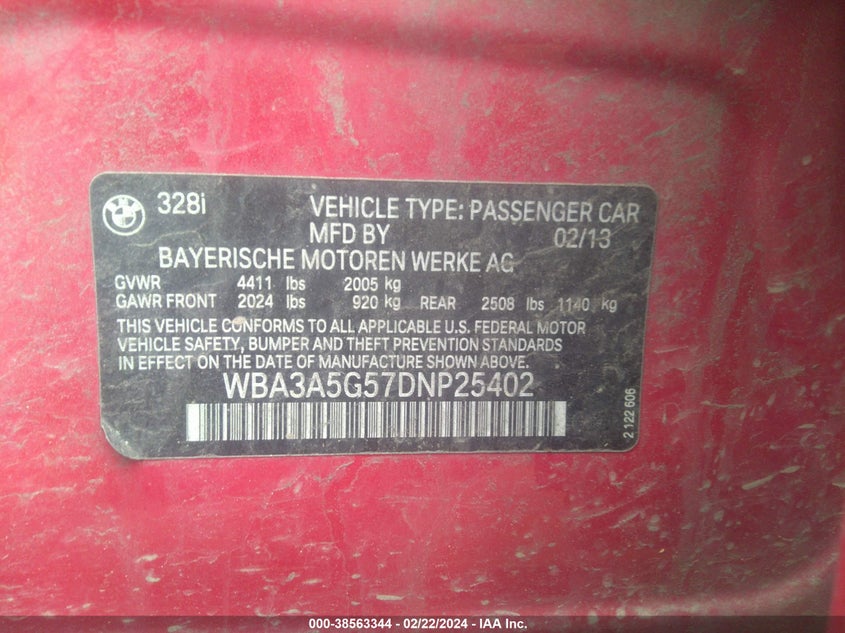 328i VEHICLE TYPE: PASSENGER CAR
MFD BY 02/13
BAYERISCHE MOTOREN WERKE AG
GVWR 4411 lbs 2005 kg
GAWR FRONT 2024 lbs 920 kg REAR 2508 lbs 1140 kg
THIS VEHICLE CONFORMS TO ALL APPLICABLE U.S. FEDERAL MOTOR
VEHICLE SAFETY, BUMPER AND THEFT PREVENTION STANDARDS
IN EFFECT ON THE DATE OF MANUFACTURE SHOWN ABOVE.
WBA3A5G57DNP25402
2 122 606
000-38563344 - 02/22/2024 - IAA Inc.